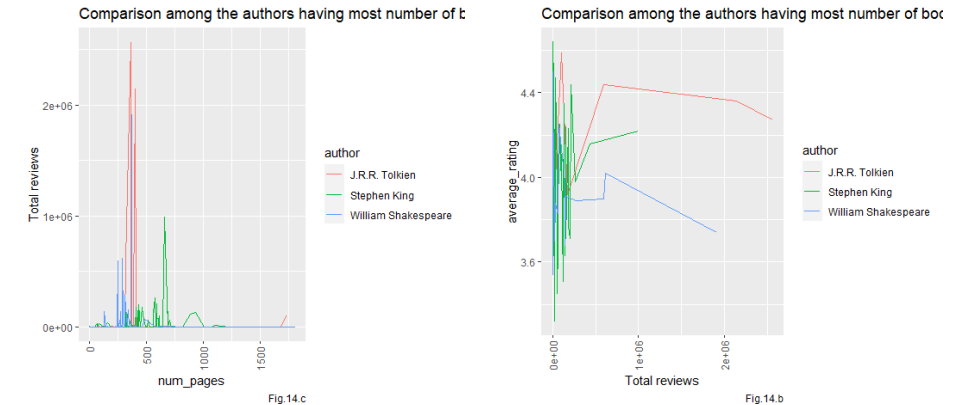 Comparison among the authors having most number of b
2e+06
1e+06
0e+00
Total reviews
0
500
1000
1500
num_pages
author
J.R.R. Tolkien
Stephen King
William Shakespeare
Fig.14.c
Comparison among the authors having most number of boo
4.4
4.0
3.6
average_rating
0e+00
1e+06
2e+06
Total reviews
author
J.R.R. Tolkien
Stephen King
William Shakespeare
Fig.14.b